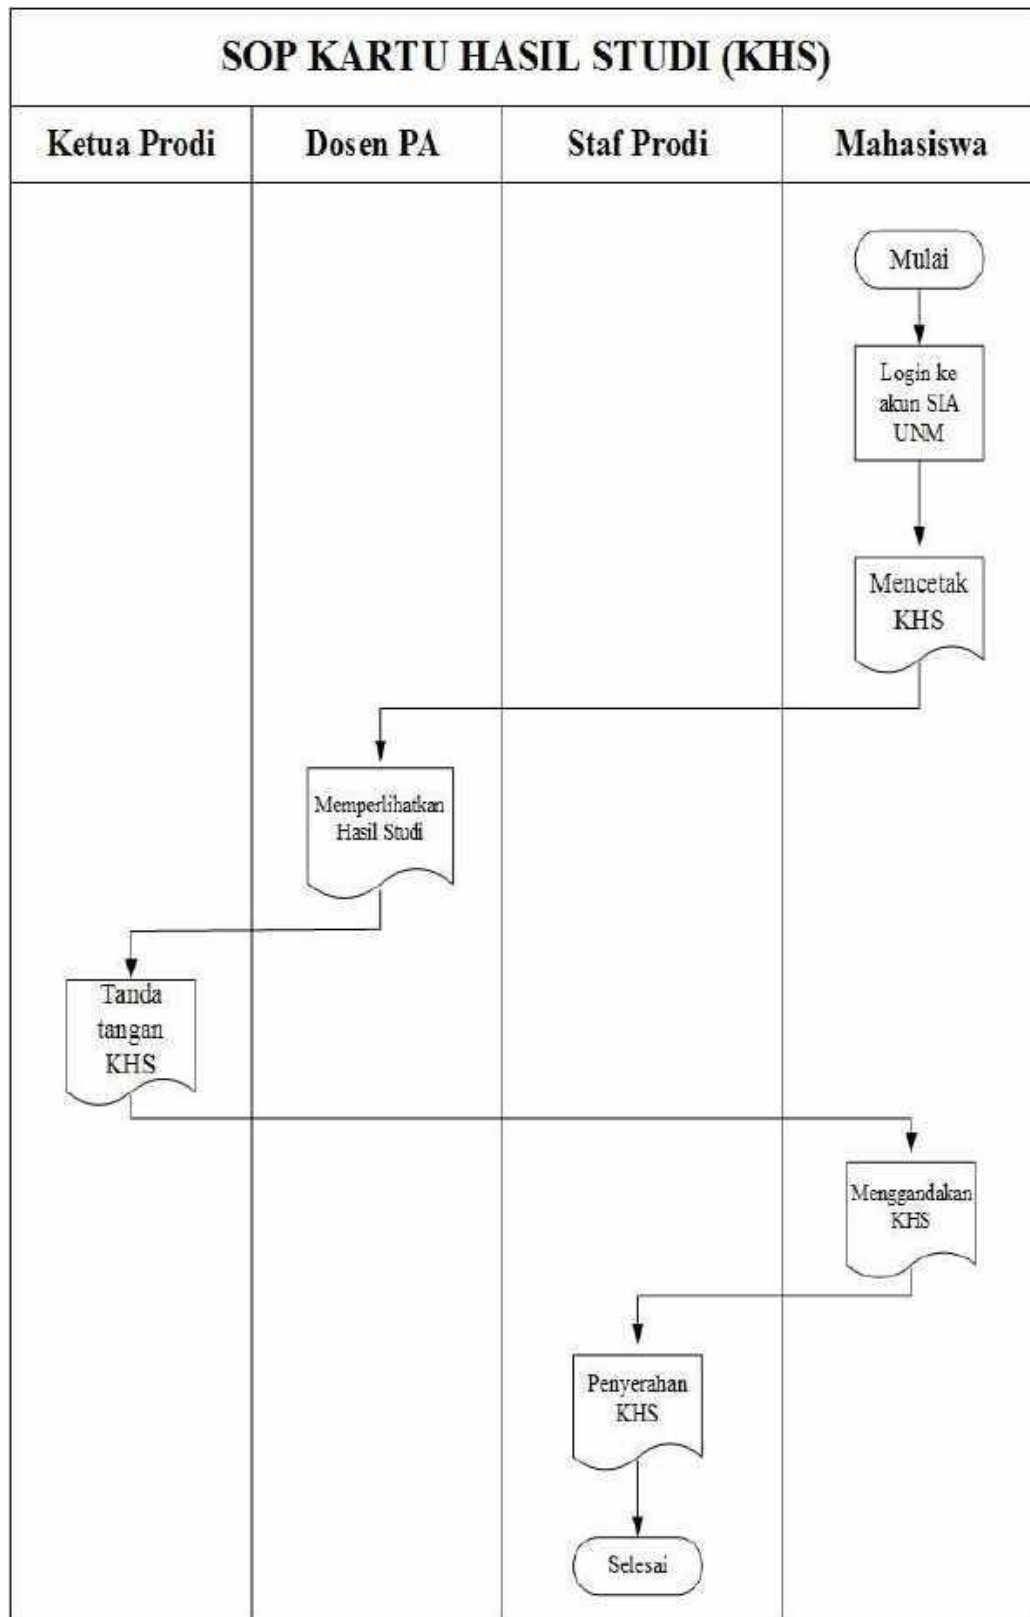 SOP KARTU HASIL STUDI (KHS)
Ketua Prodi
Dosen PA
Staf Prodi
Mahasiswa
Mulai
Login ke
akun SIA
UNM
Mencetak
KHS
Memperlihatkan
Hasil Studi
Tanda
tangan
KHS
Menggandakan
KHS
Penyerahan
KHS
Selesai